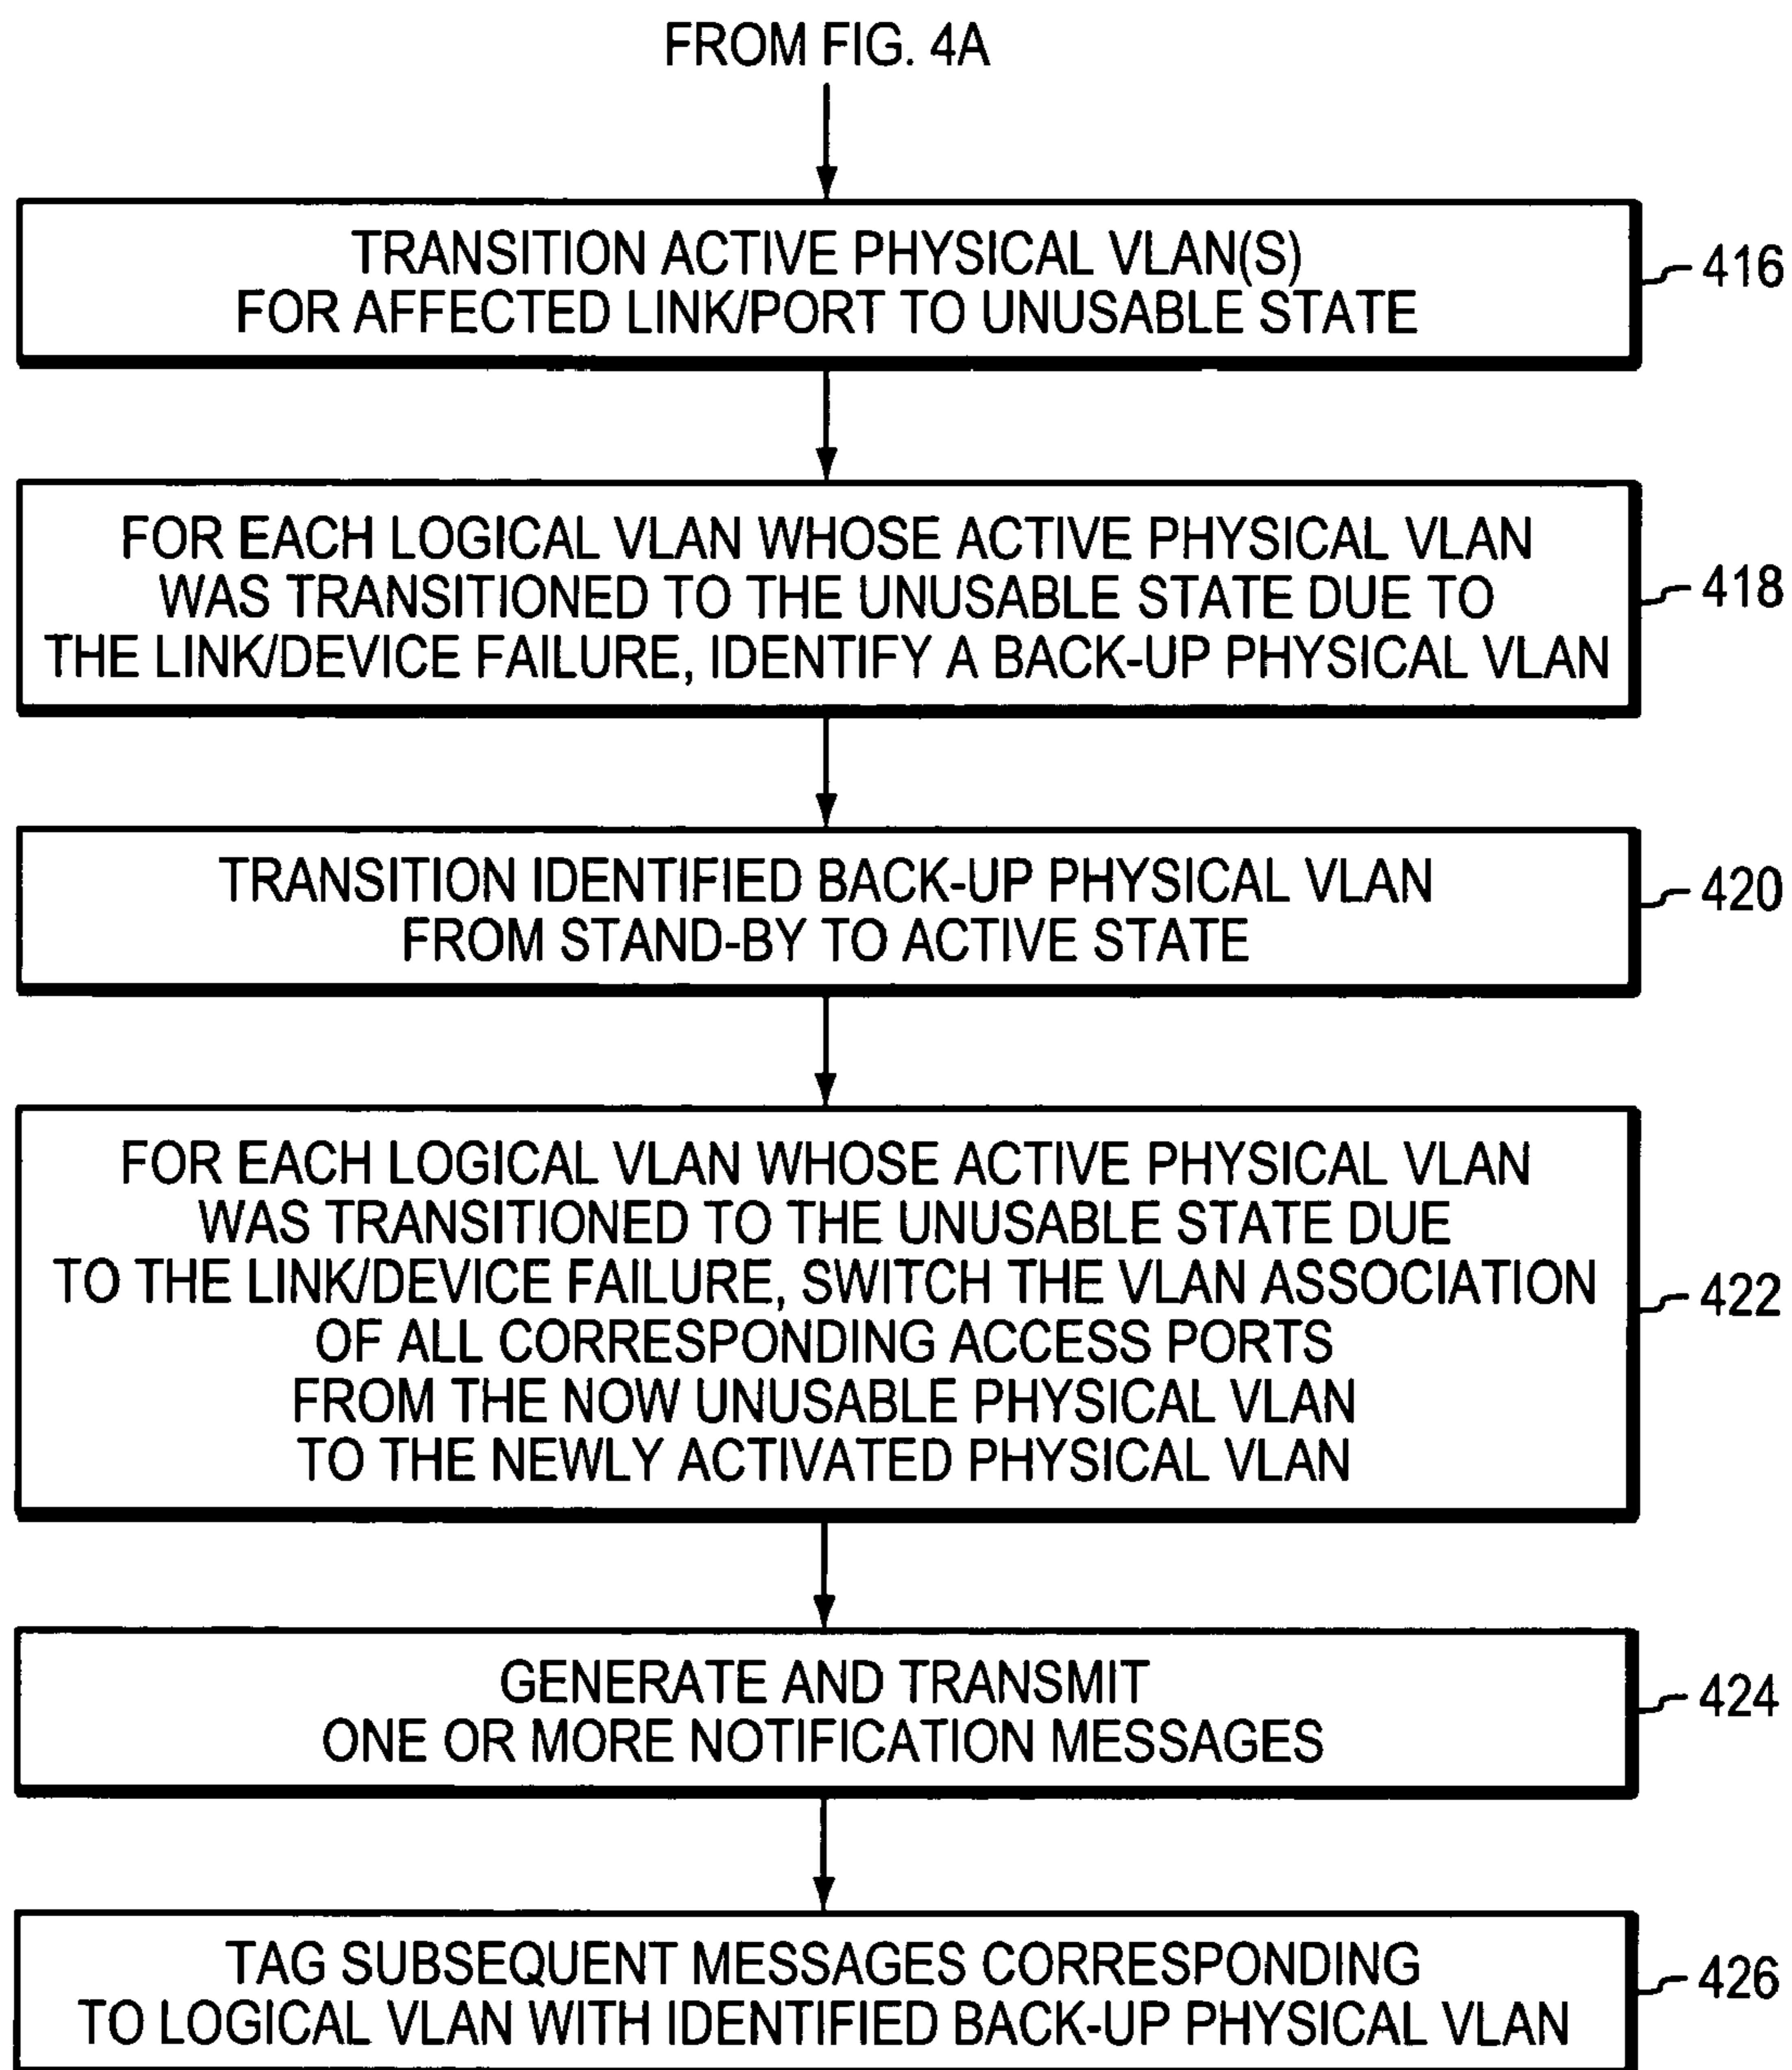 FROM FIG. 4A
TRANSITION ACTIVE PHYSICAL VLAN(S)
FOR AFFECTED LINK/PORT TO UNUSABLE STATE
416
FOR EACH LOGICAL VLAN WHOSE ACTIVE PHYSICAL VLAN
WAS TRANSITIONED TO THE UNUSABLE STATE DUE TO
THE LINK/DEVICE FAILURE, IDENTIFY A BACK-UP PHYSICAL VLAN
418
TRANSITION IDENTIFIED BACK-UP PHYSICAL VLAN
FROM STAND-BY TO ACTIVE STATE
420
FOR EACH LOGICAL VLAN WHOSE ACTIVE PHYSICAL VLAN
WAS TRANSITIONED TO THE UNUSABLE STATE DUE
TO THE LINK/DEVICE FAILURE, SWITCH THE VLAN ASSOCIATION
OF ALL CORRESPONDING ACCESS PORTS
FROM THE NOW UNUSABLE PHYSICAL VLAN
TO THE NEWLY ACTIVATED PHYSICAL VLAN
422
GENERATE AND TRANSMIT
ONE OR MORE NOTIFICATION MESSAGES
424
TAG SUBSEQUENT MESSAGES CORRESPONDING
TO LOGICAL VLAN WITH IDENTIFIED BACK-UP PHYSICAL VLAN
426